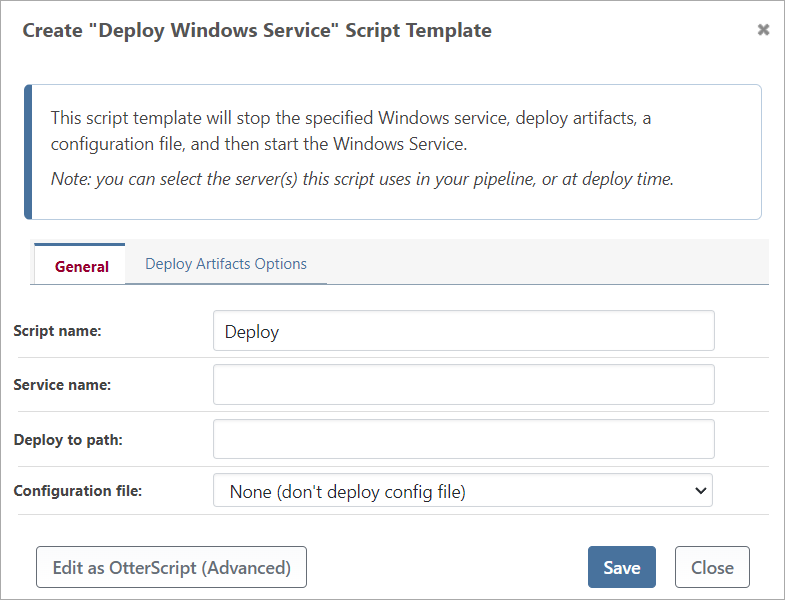 Create "Deploy Windows Service" Script Template
✖
This script template will stop the specified Windows service, deploy artifacts, a
configuration file, and then start the Windows Service.
Note: you can select the server(s) this script uses in your pipeline, or at deploy time.
General
Deploy Artifacts Options
Script name:
Deploy
Service name:
Deploy to path:
Configuration file:
None (don't deploy config file)
Edit as OtterScript (Advanced)
Save
Close